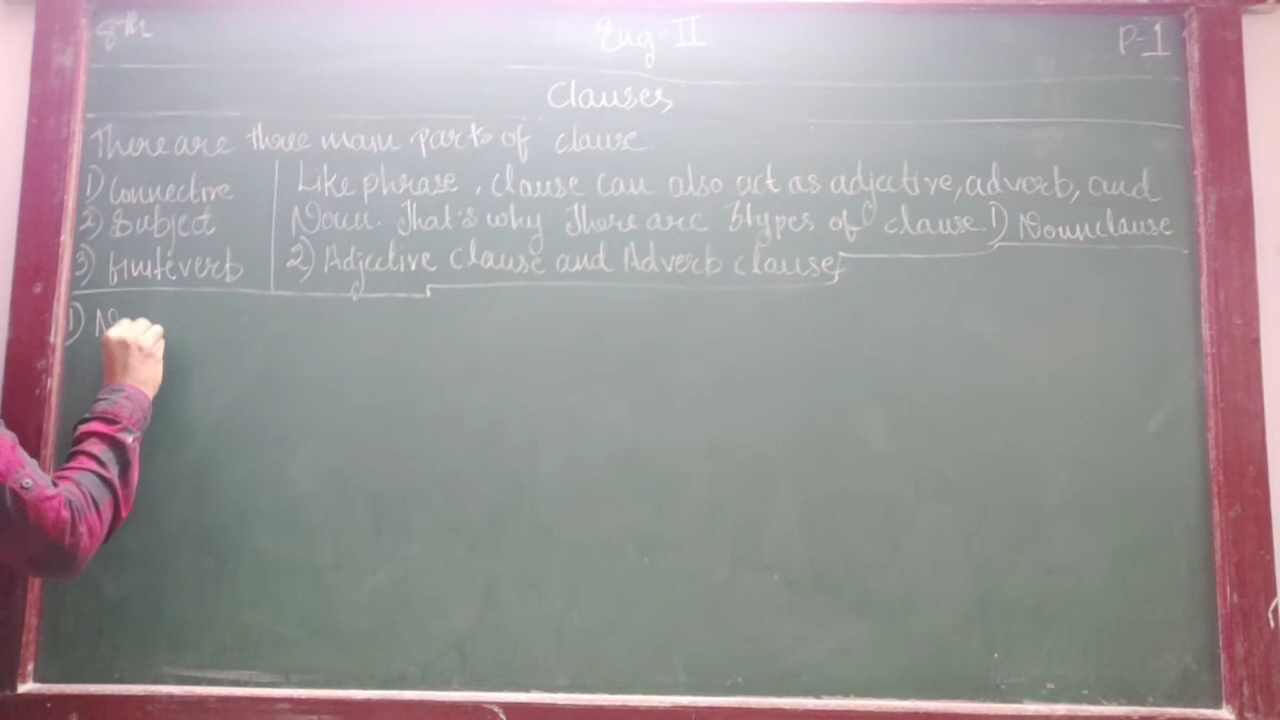 8th Eng-II P-1
Clauses
There are three main parts of clause
1) Connective
2) Subject
3) finite verb
Like phrase, clause can also act as adjective, adverb, and
Noun. That's why There are 3types of clause. 1) Noun clause
2) Adjective clause and Adverb clause
1) N